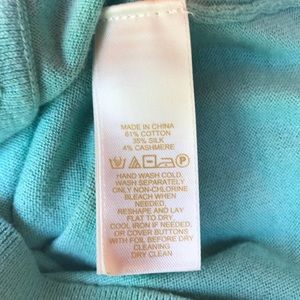 MADE IN CHINA
61% COTTON
35% SILK
4% CASHMERE
P
HAND WASH COLD,
WASH SEPARATELY
ONLY NON-CHLORINE
BLEACH WHEN
NEEDED,
RESHAPE AND LAY
FLAT TO DRY
COOL IRON IF NEEDED,
OR COVER BUTTONS
WITH FOIL BEFORE DRY
CLEANING
DRY CLEAN